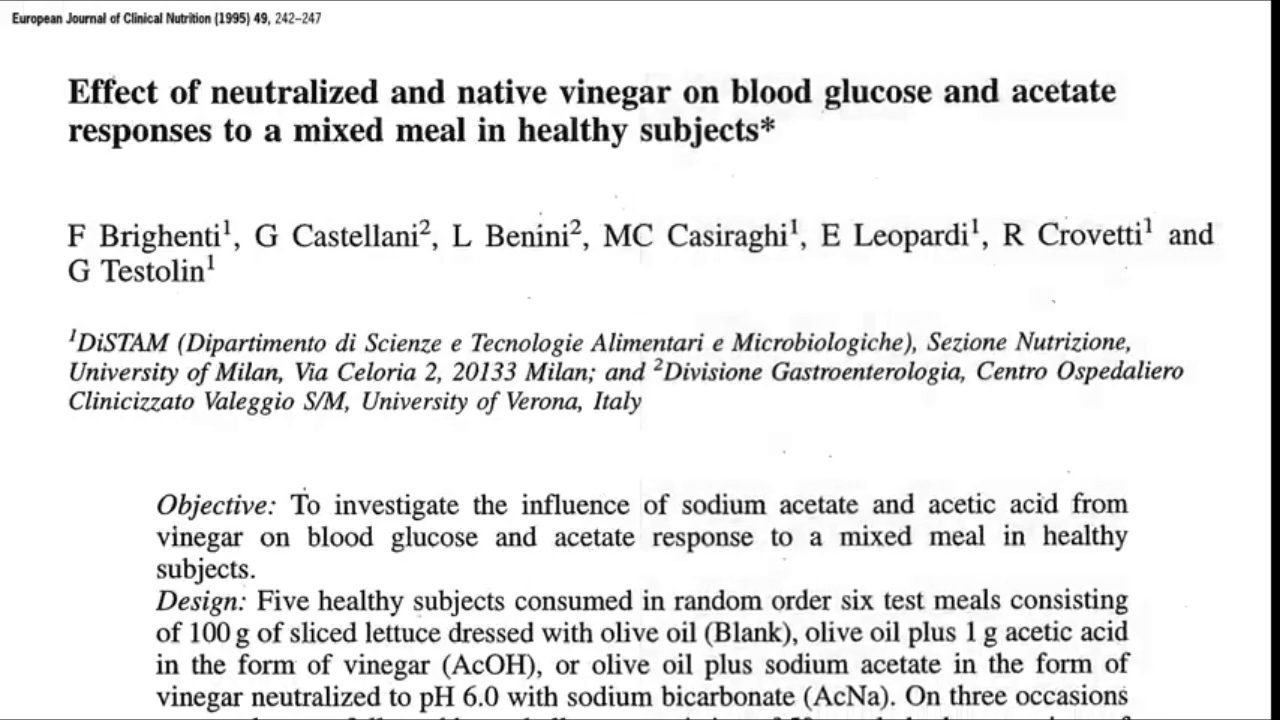 European Journal of Clinical Nutrition (1995) 49, 242–247
Effect of neutralized and native vinegar on blood glucose and acetate
responses to a mixed meal in healthy subjects*
F Brighenti¹, G Castellani², L Benini², MC Casiraghi¹, E Leopardi¹, R Crovetti¹ and
G Testolin¹
¹DiSTAM (Dipartimento di Scienze e Tecnologie Alimentari e Microbiologiche), Sezione Nutrizione,
University of Milan, Via Celoria 2, 20133 Milan; and ²Divisione Gastroenterologia, Centro Ospedaliero
Clinicizzato Valeggio S/M, University of Verona, Italy
Objective: To investigate the influence of sodium acetate and acetic acid from
vinegar on blood glucose and acetate response to a mixed meal in healthy
subjects.
Design: Five healthy subjects consumed in random order six test meals consisting
of 100 g of sliced lettuce dressed with olive oil (Blank), olive oil plus 1 g acetic acid
in the form of vinegar (AcOH), or olive oil plus sodium acetate in the form of
vinegar neutralized to pH 6.0 with sodium bicarbonate (AcNa). On three occasions